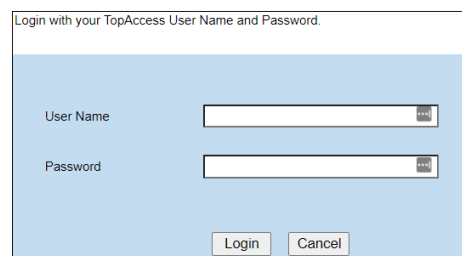 Login with your TopAccess User Name and Password.
User Name
Password
Login Cancel